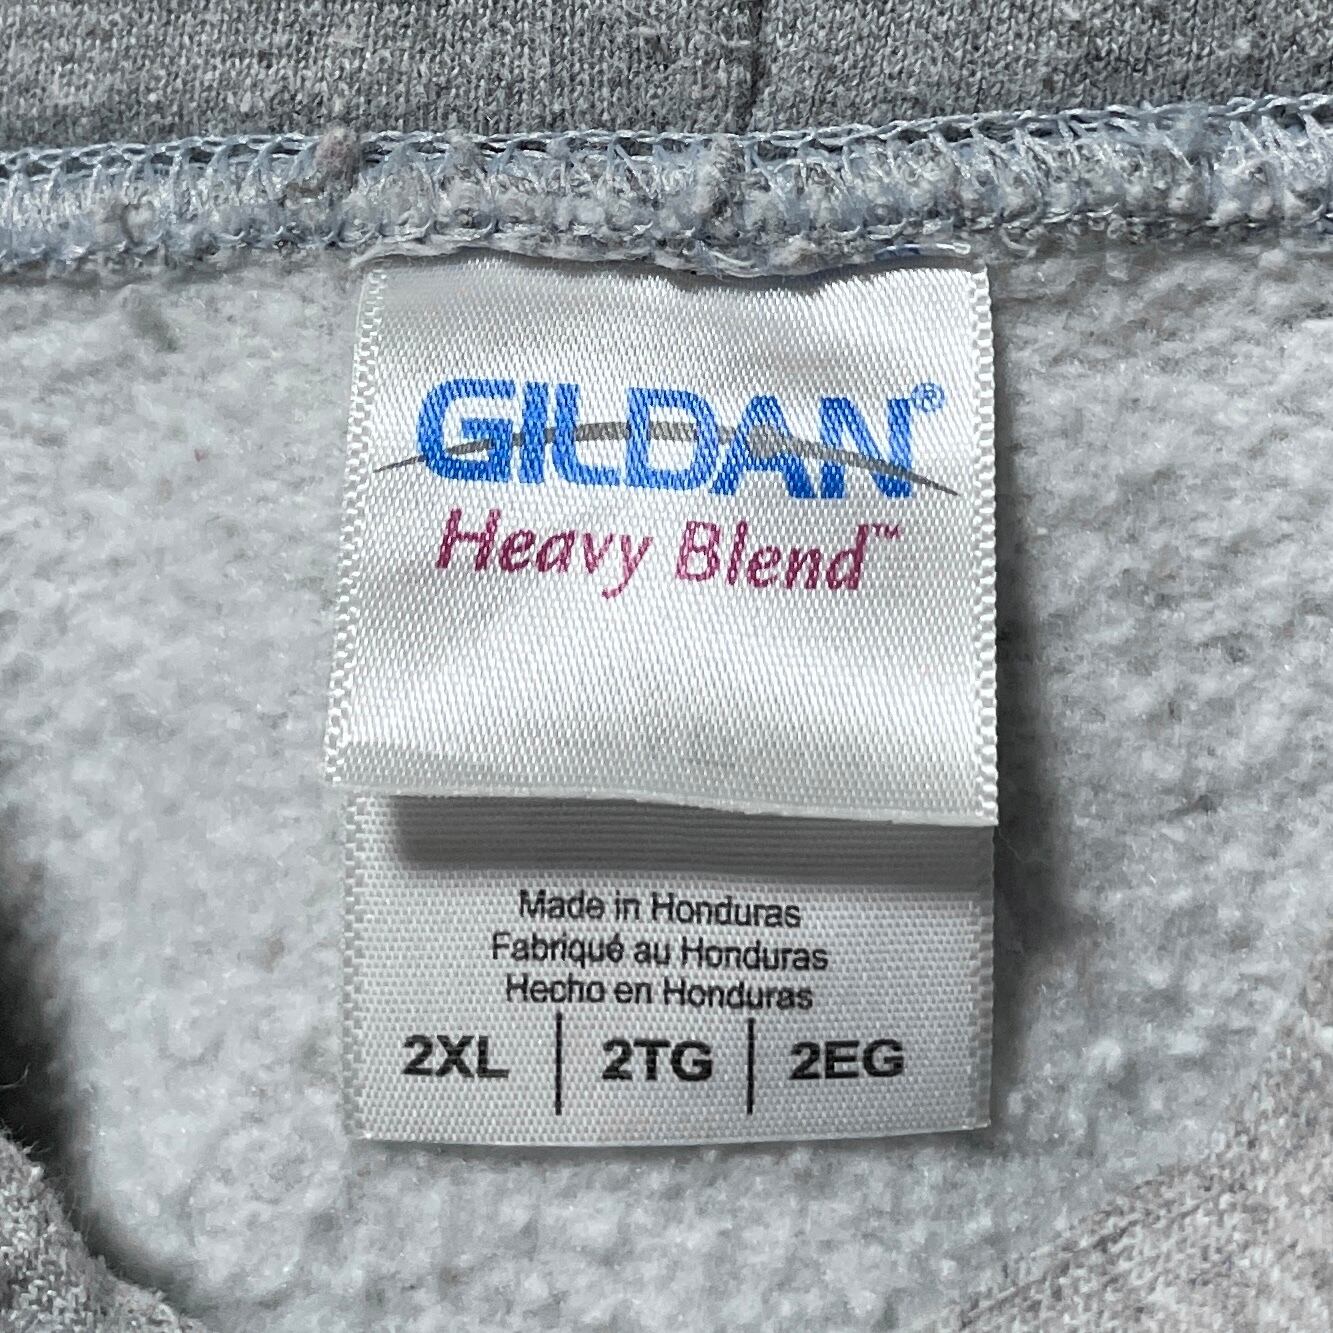 GILDAN®
Heavy Blend™
Made in Honduras
Fabriqué au Honduras
Hecho en Honduras
2XL | 2TG | 2EG